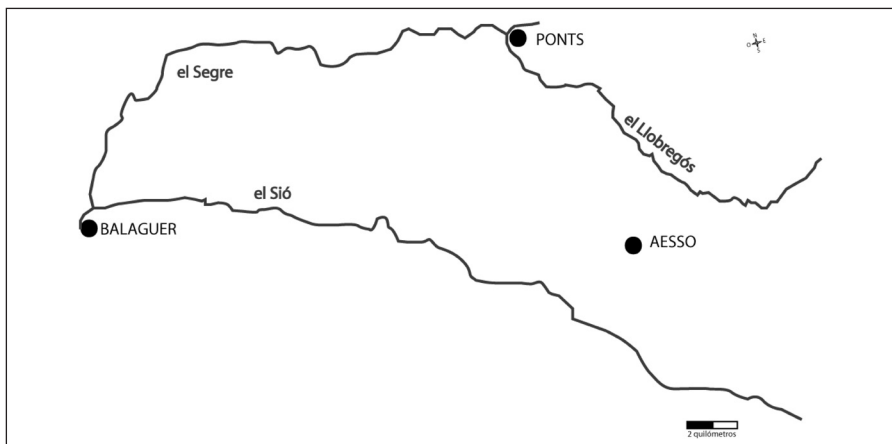 PONTS
N
O
E
S
el Segre
el Llobregós
el Sió
BALAGUER
AESSO
2 quilómetros